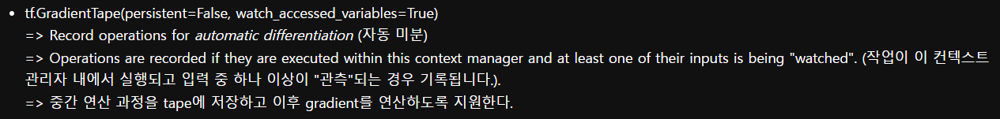 • tf.GradientTape(persistent=False, watch_accessed_variables=True)
=> Record operations for automatic differentiation (자동 미분)
=> Operations are recorded if they are executed within this context manager and at least one of their inputs is being "watched". (작업이 이 컨텍스트
관리자 내에서 실행되고 입력 중 하나 이상이 "관측"되는 경우 기록됩니다.).
=> 중간 연산 과정을 tape에 저장하고 이후 gradient를 연산하도록 지원한다.